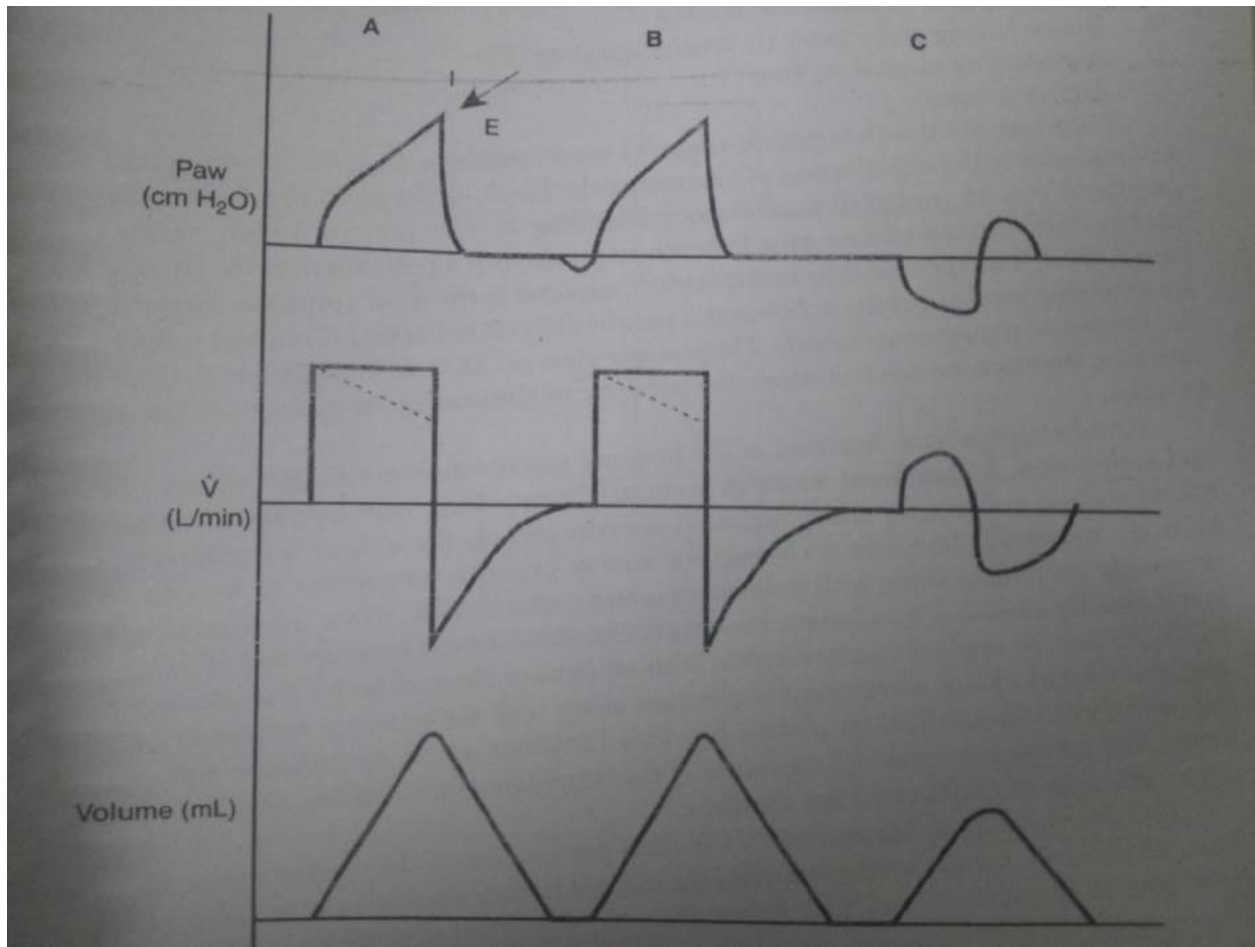 A B C
I
E
Paw
(cm H₂O)
V̇
(L/min)
Volume (mL)